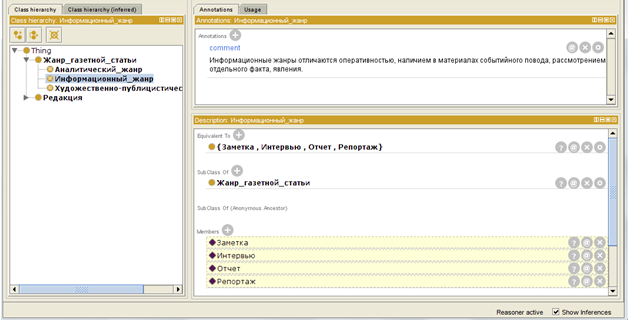 Class hierarchy
Class hierarchy (inferred)
Class hierarchy: Информационный_жанр
Thing
Жанр_газетной_статьи
Аналитический_жанр
Информационный_жанр
Художественно-публицистичес
Редакция
Annotations
Usage
Annotations: Информационный_жанр
Annotations
comment
Информационные жанры отличаются оперативностью, наличием в материалах событийного повода, рассмотрением
отдельного факта, явления.
Description: Информационный_жанр
Equivalent To
{Заметка , Интервью , Отчет , Репортаж}
SubClass Of
Жанр_газетной_статьи
SubClass Of (Anonymous Ancestor)
Members
Заметка
Интервью
Отчет
Репортаж
Reasoner active
Show Inferences